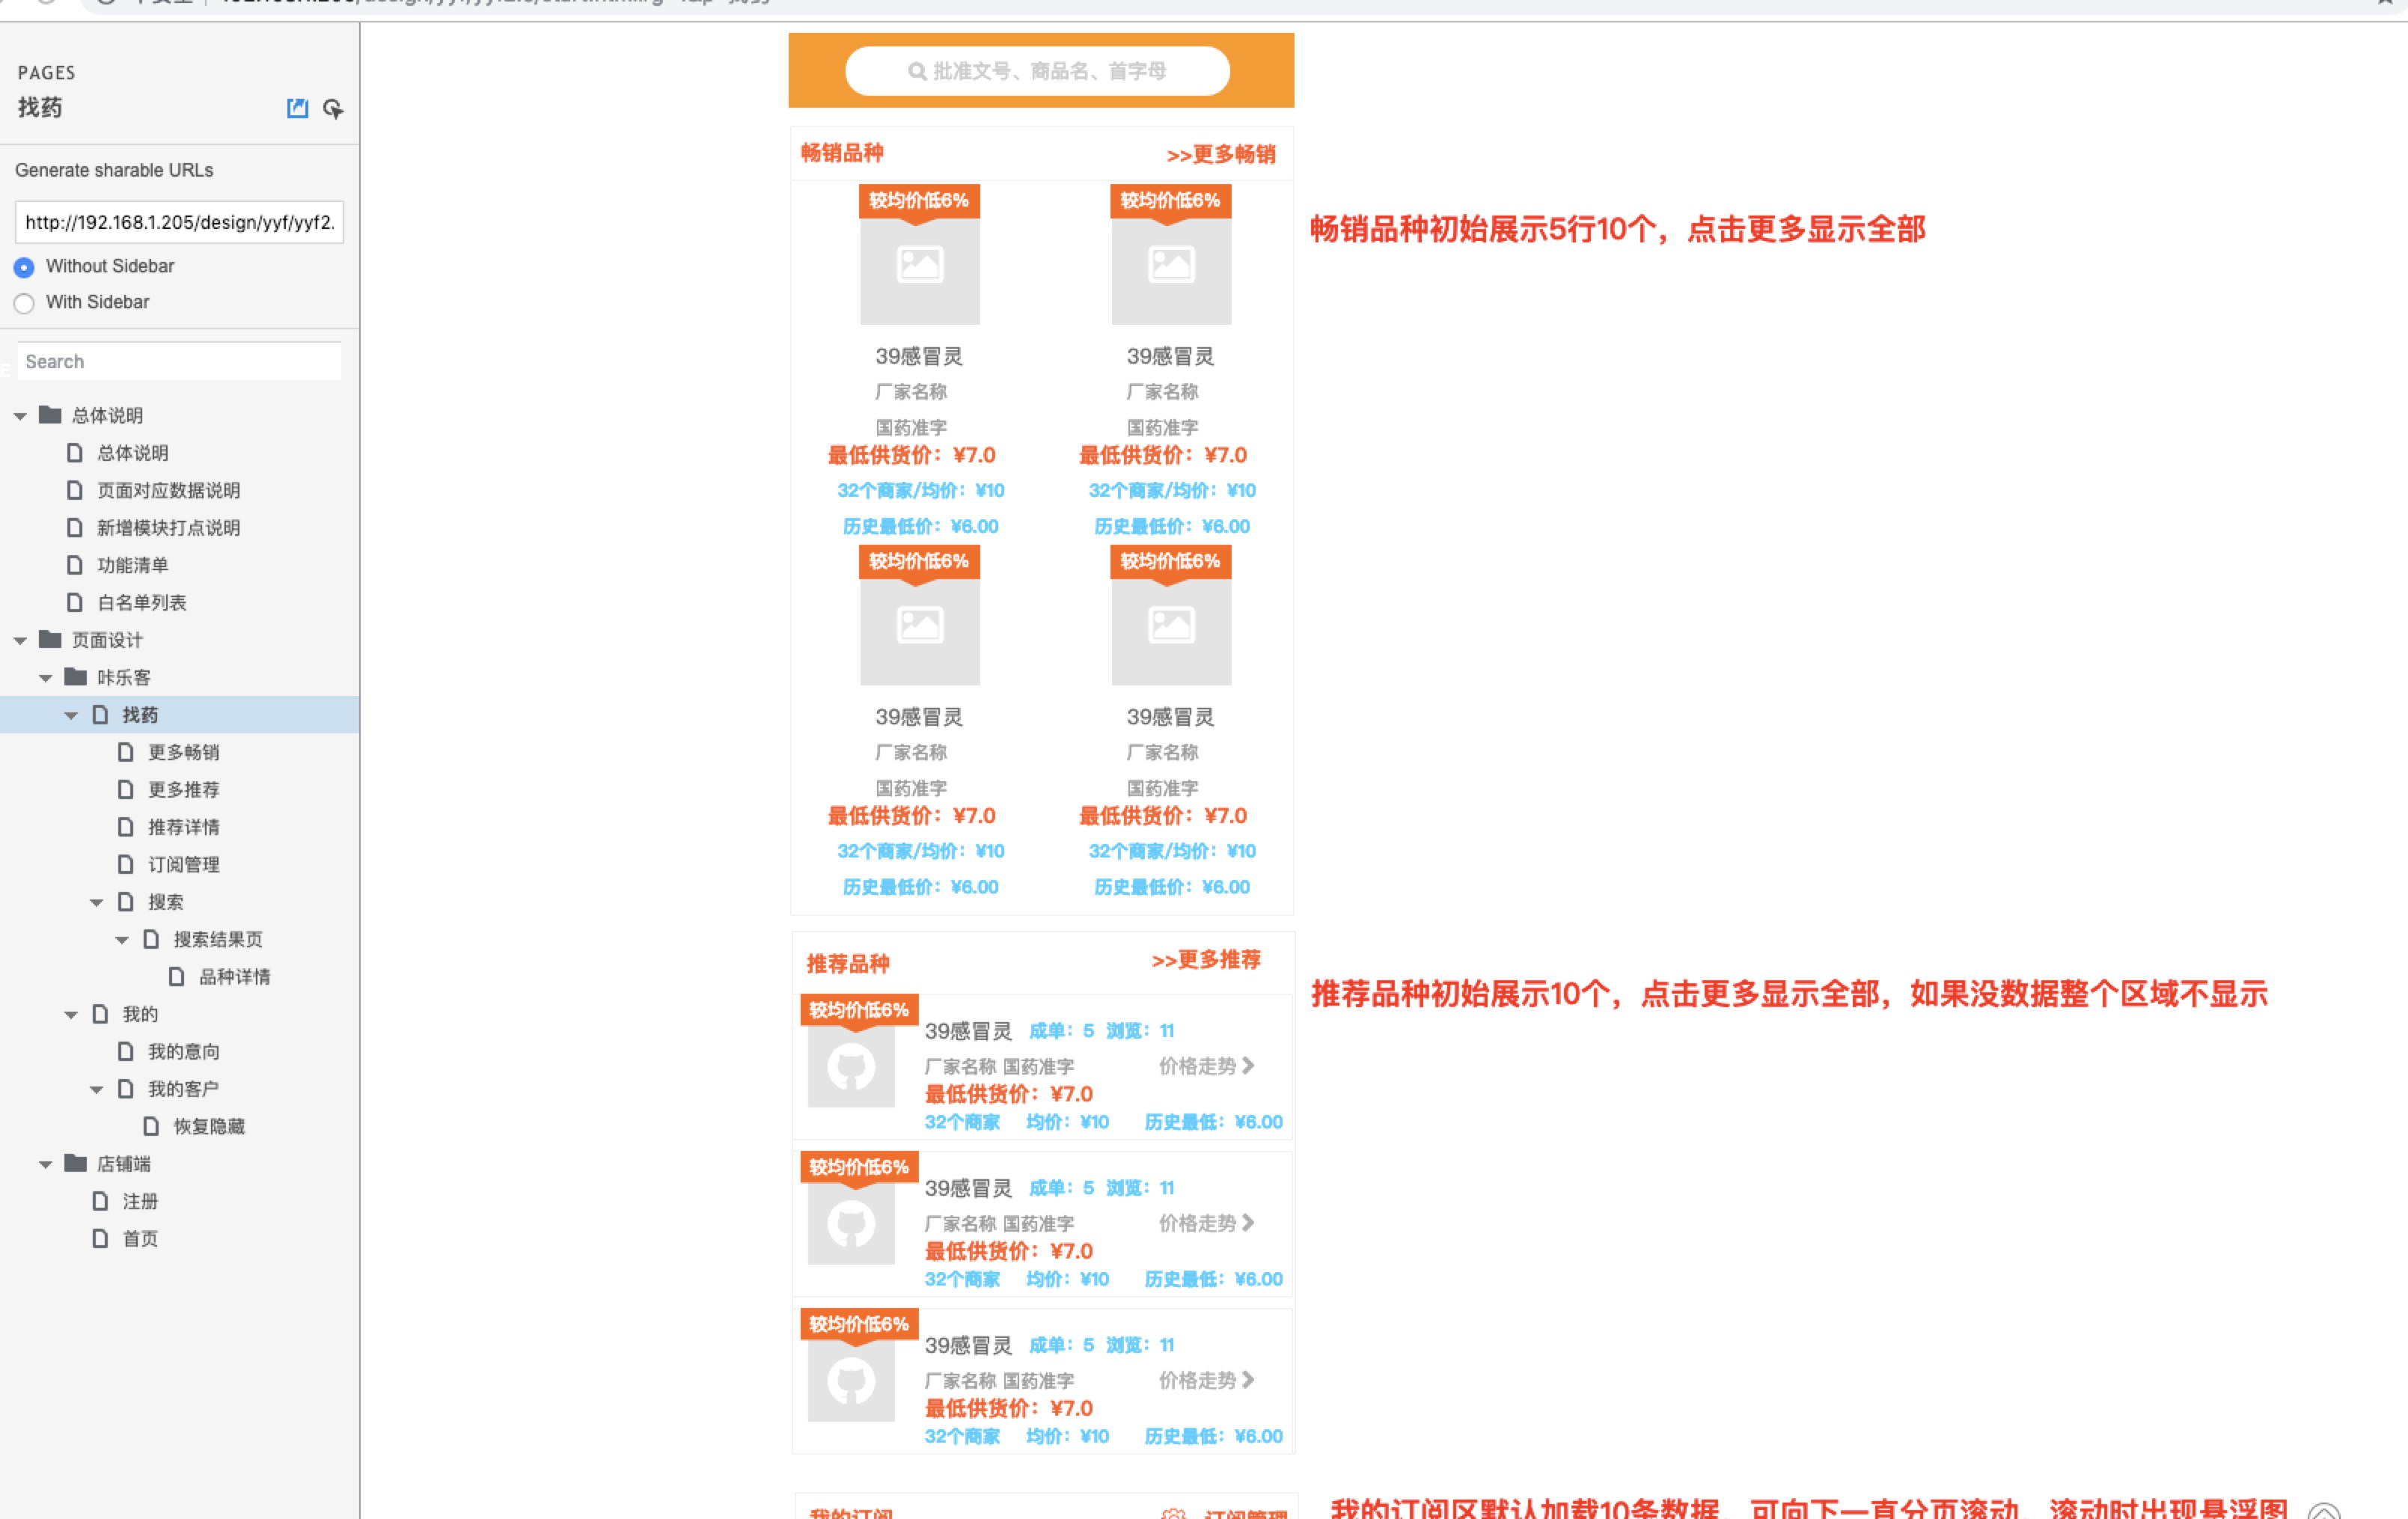 PAGES
找药
Generate sharable URLs
http://192.168.1.205/design/yyf/yyf2.
Without Sidebar
With Sidebar
Search
总体说明
总体说明
页面对应数据说明
新增模块打点说明
功能清单
白名单列表
页面设计
咔乐客
找药
更多畅销
更多推荐
推荐详情
订阅管理
搜索
搜索结果页
品种详情
我的
我的意向
我的客户
恢复隐藏
店铺端
注册
首页
批准文号、商品名、首字母
畅销品种 >>更多畅销
较均价低6% 较均价低6%
39感冒灵 39感冒灵
厂家名称 厂家名称
国药准字 国药准字
最低供货价：¥7.0 最低供货价：¥7.0
32个商家/均价：¥10 32个商家/均价：¥10
历史最低价：¥6.00 历史最低价：¥6.00
较均价低6% 较均价低6%
39感冒灵 39感冒灵
厂家名称 厂家名称
国药准字 国药准字
最低供货价：¥7.0 最低供货价：¥7.0
32个商家/均价：¥10 32个商家/均价：¥10
历史最低价：¥6.00 历史最低价：¥6.00
畅销品种初始展示5行10个，点击更多显示全部
推荐品种 >>更多推荐
较均价低6%
39感冒灵 成单：5 浏览：11
厂家名称 国药准字 价格走势
最低供货价：¥7.0
32个商家 均价：¥10 历史最低：¥6.00
较均价低6%
39感冒灵 成单：5 浏览：11
厂家名称 国药准字 价格走势
最低供货价：¥7.0
32个商家 均价：¥10 历史最低：¥6.00
较均价低6%
39感冒灵 成单：5 浏览：11
厂家名称 国药准字 价格走势
最低供货价：¥7.0
32个商家 均价：¥10 历史最低：¥6.00
推荐品种初始展示10个，点击更多显示全部，如果没数据整个区域不显示
我的订阅 订阅管理
我的订阅区默认加载10条数据，可向下一直分页滚动，滚动时出现悬浮图